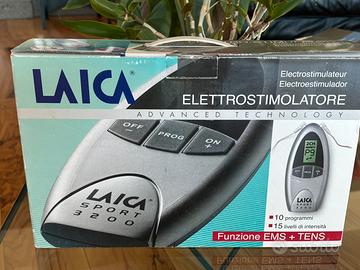 LAICA
Electrostimulateur
Electroestimulador
ELETTROSTIMOLATORE
ADVANCED TECHNOLOGY
OFF
PROG
ON
+
LAICA
SPORT
3200
10 programmi
15 livelli di intensità
Funzione EMS + TENS
subito